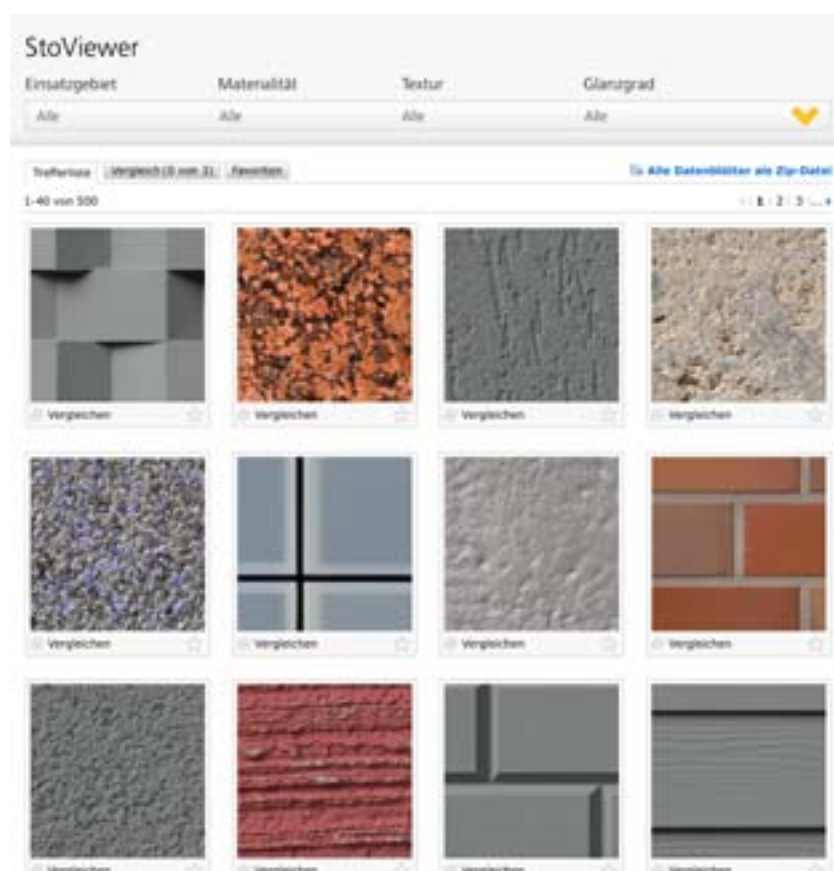 StoViewer
Einsatzgebiet Materialität Textur Glanzgrad
Alle Alle Alle Alle
Trefferliste Vergleich (0 von 3) Favoriten Alle Datenblätter als Zip-Datei
1-40 von 500 1 2 3 ...
Vergleichen Vergleichen Vergleichen Vergleichen
Vergleichen Vergleichen Vergleichen Vergleichen
Vergleichen Vergleichen Vergleichen Vergleichen